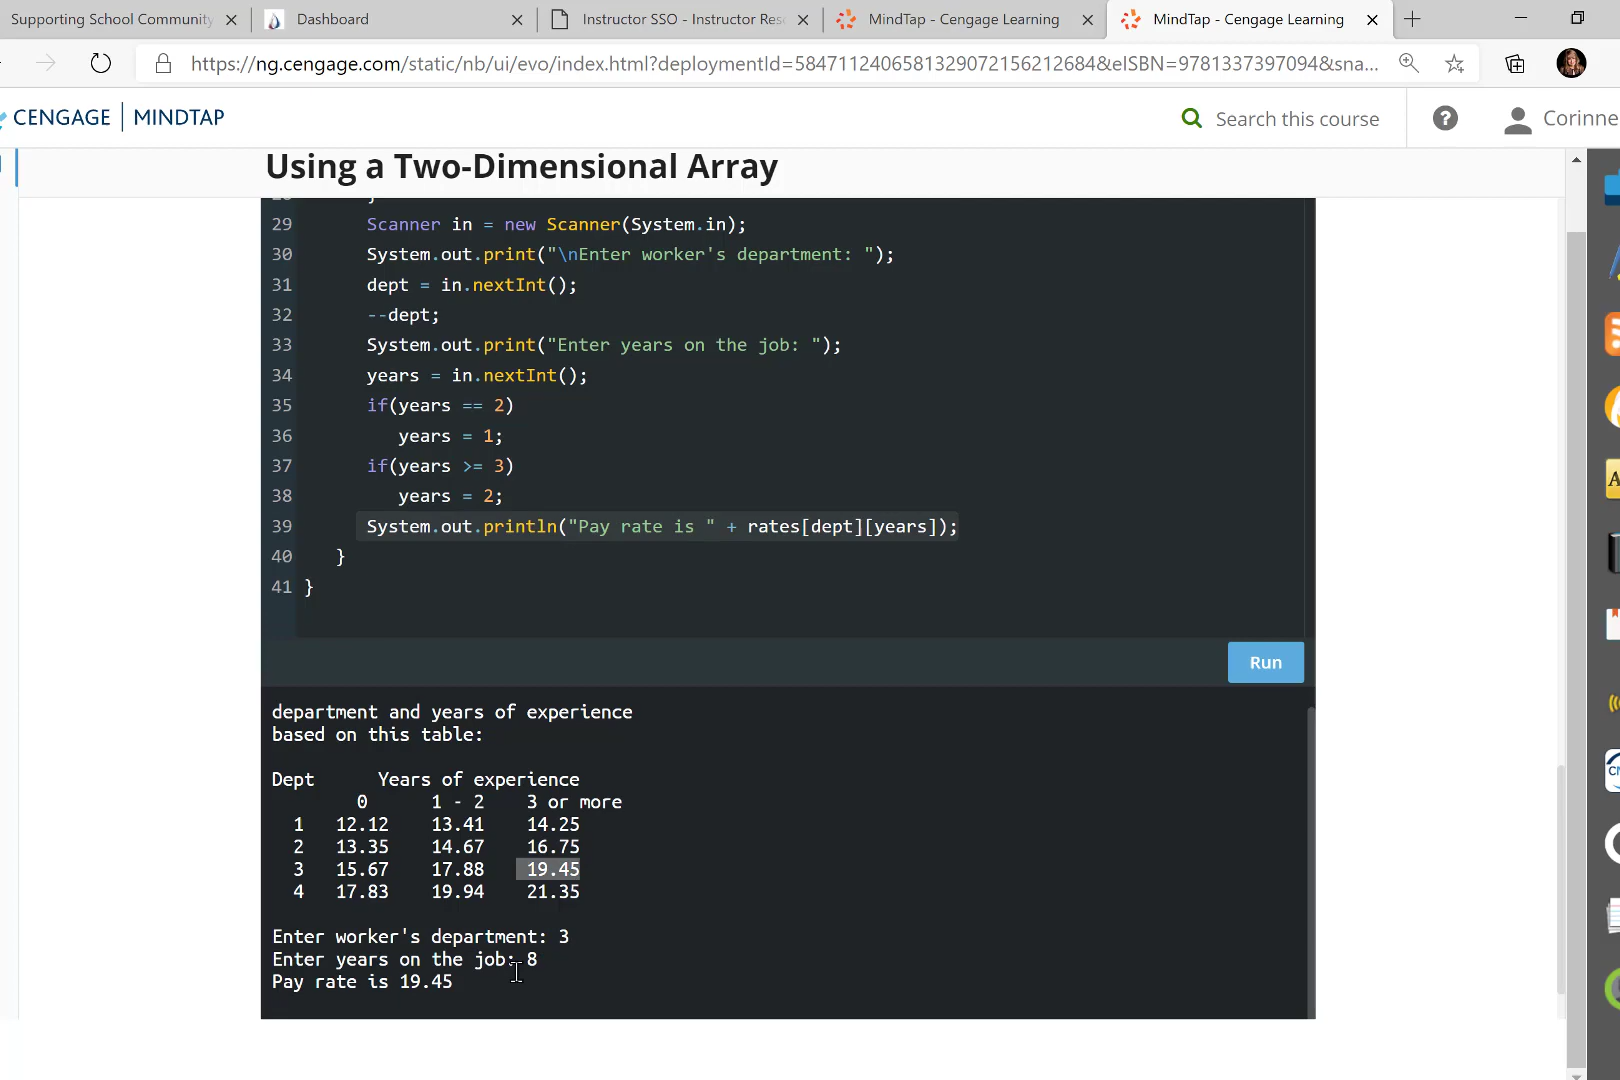 Supporting School Community
Dashboard
Instructor SSO - Instructor Res
MindTap - Cengage Learning
MindTap - Cengage Learning
https://ng.cengage.com/static/nb/ui/evo/index.html?deploymentId=5847112406581329072156212684&eISBN=9781337397094&sna...
CENGAGE | MINDTAP
Search this course
Corinne
Using a Two-Dimensional Array
28 }
29 Scanner in = new Scanner(System.in);
30 System.out.print("\nEnter worker's department: ");
31 dept = in.nextInt();
32 --dept;
33 System.out.print("Enter years on the job: ");
34 years = in.nextInt();
35 if(years == 2)
36 years = 1;
37 if(years >= 3)
38 years = 2;
39 System.out.println("Pay rate is " + rates[dept][years]);
40 }
41 }
Run
department and years of experience
based on this table:
Dept Years of experience
0 1 - 2 3 or more
1 12.12 13.41 14.25
2 13.35 14.67 16.75
3 15.67 17.88 19.45
4 17.83 19.94 21.35
Enter worker's department: 3
Enter years on the job: 8
Pay rate is 19.45